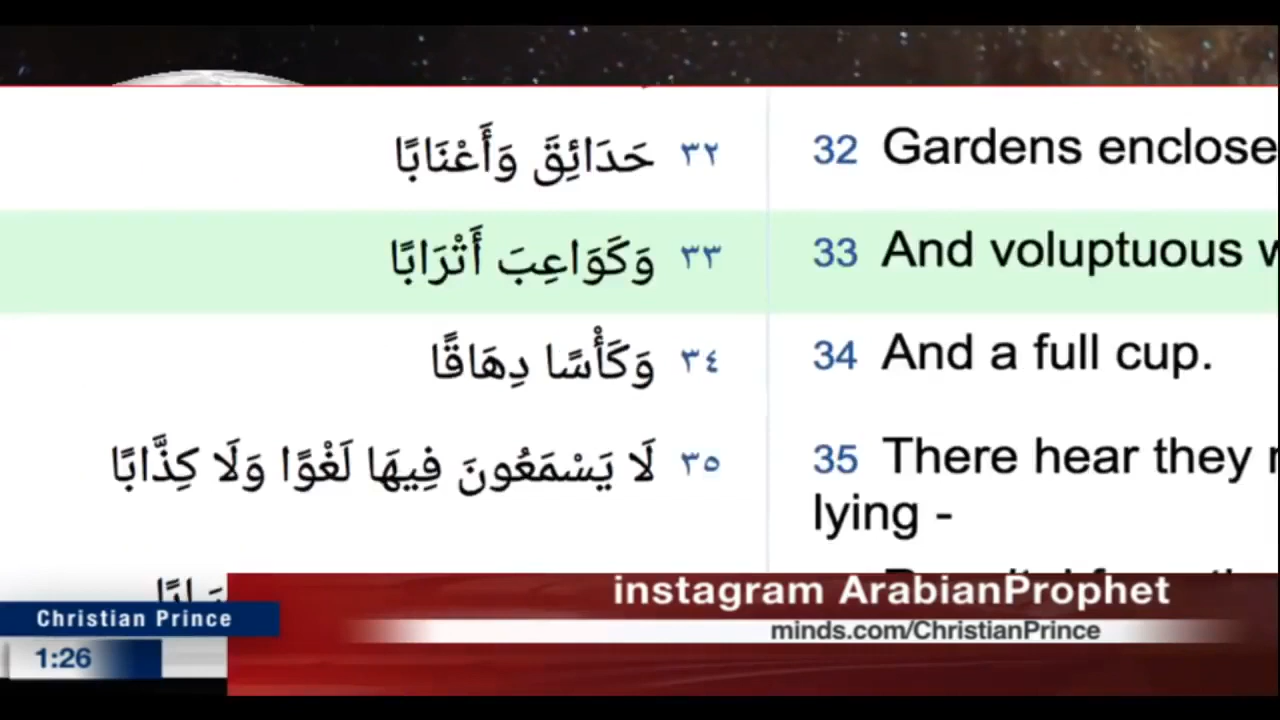 حَدَائِقَ وَأَعْنَابًا ٣٢
32 Gardens enclose
وَكَوَاعِبَ أَتْرَابًا ٣٣
33 And voluptuous
وَكَأْسًا دِهَاقًا ٣٤
34 And a full cup.
لَا يَسْمَعُونَ فِيهَا لَغْوًا وَلَا كِذَّابًا ٣٥
35 There hear they
lying -
instagram ArabianProphet
Christian Prince
minds.com/ChristianPrince
1:26